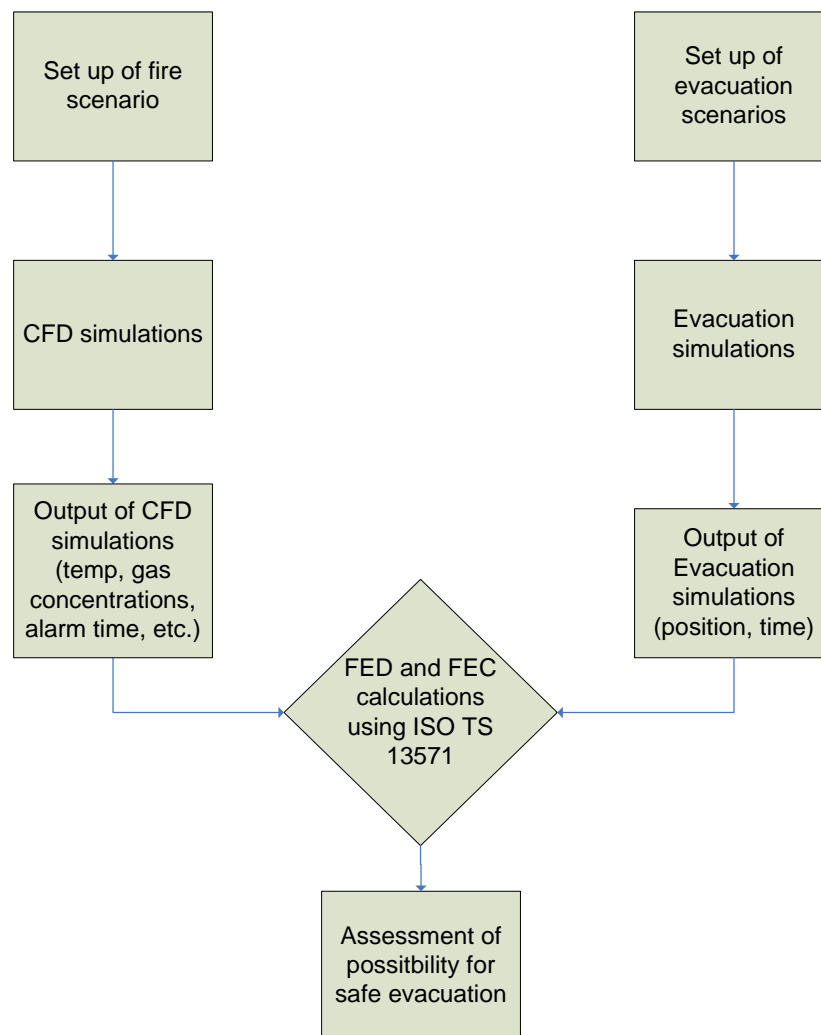 Set up of fire
scenario
Set up of
evacuation
scenarios
CFD simulations
Evacuation
simulations
Output of CFD
simulations
(temp, gas
concentrations,
alarm time, etc.)
Output of
Evacuation
simulations
(position, time)
FED and FEC
calculations
using ISO TS
13571
Assessment of
possitbility for
safe evacuation